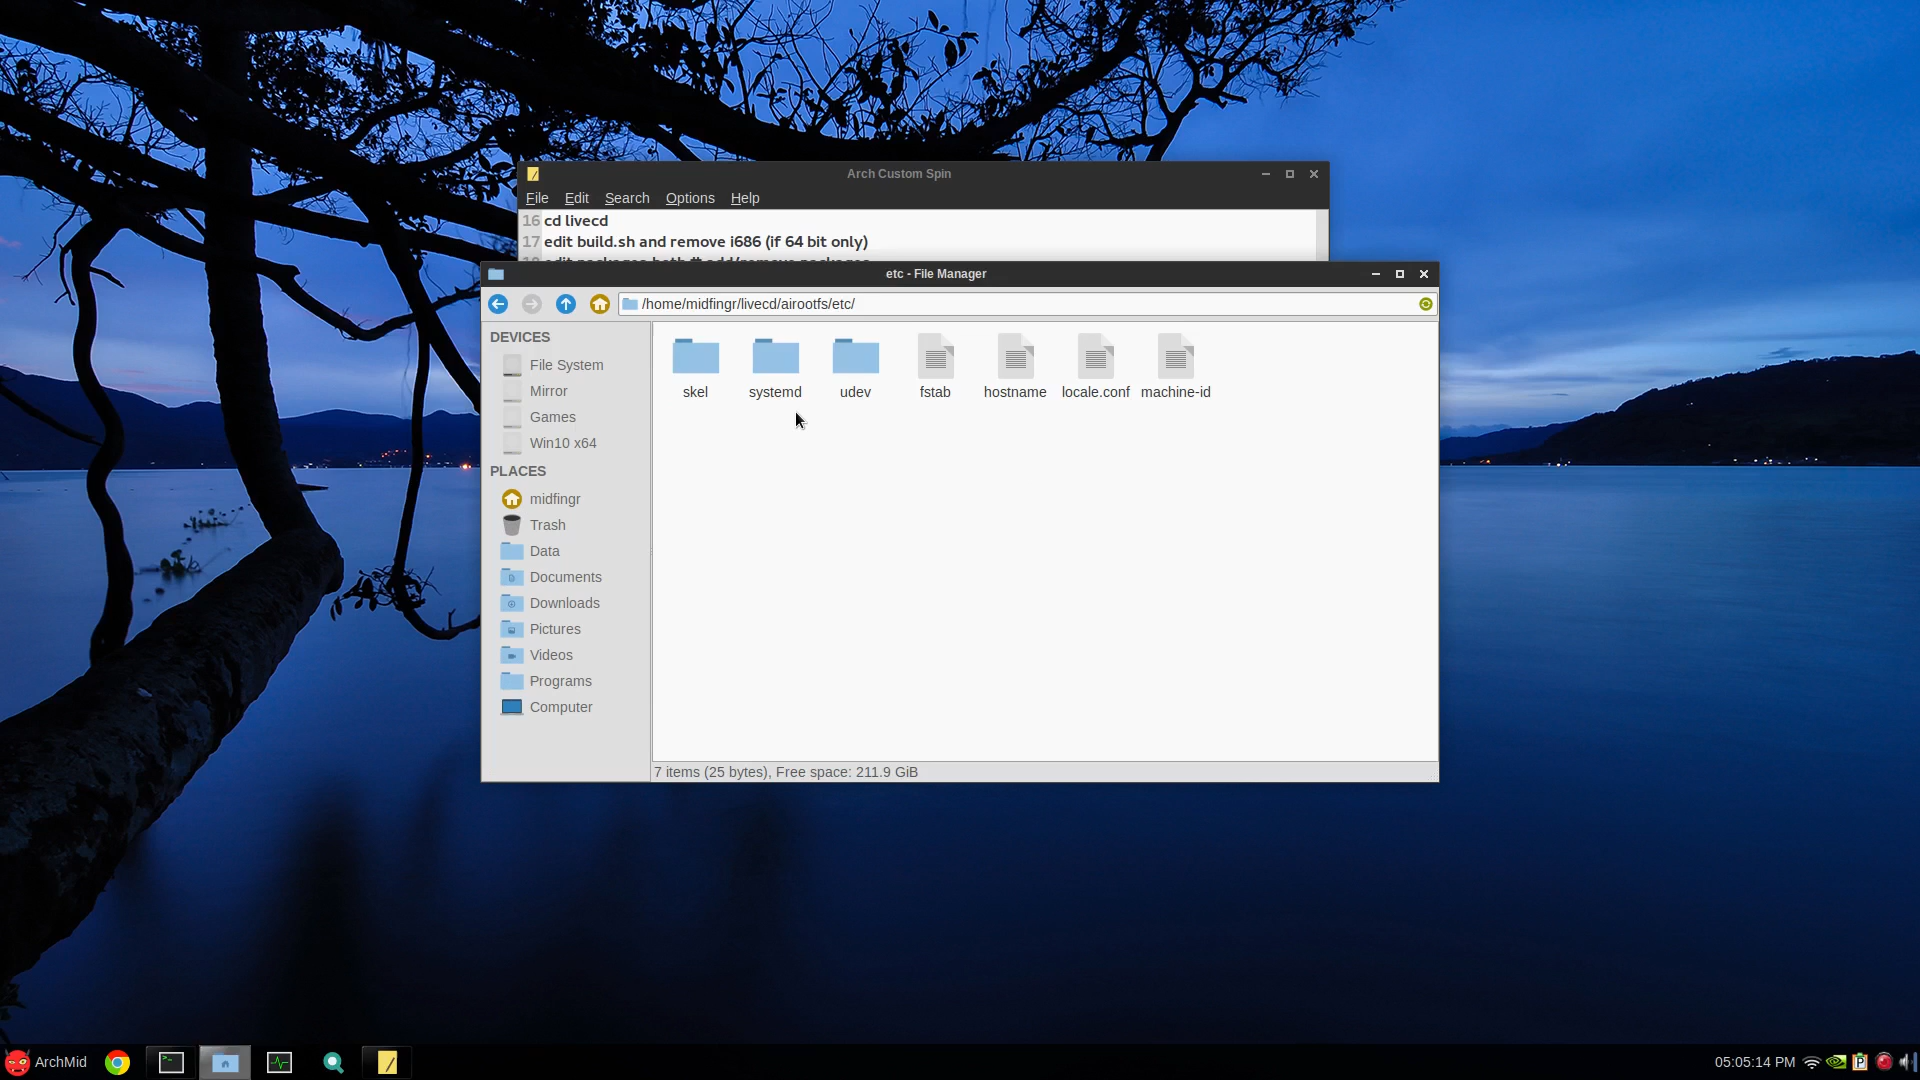 Arch Custom Spin
File Edit Search Options Help
16 cd livecd
17 edit build.sh and remove i686 (if 64 bit only)
etc - File Manager
/home/midfingr/livecd/airootfs/etc/
DEVICES
File System
Mirror
Games
Win10 x64
PLACES
midfingr
Trash
Data
Documents
Downloads
Pictures
Videos
Programs
Computer
skel systemd udev fstab hostname locale.conf machine-id
7 items (25 bytes), Free space: 211.9 GiB
ArchMid
05:05:14 PM